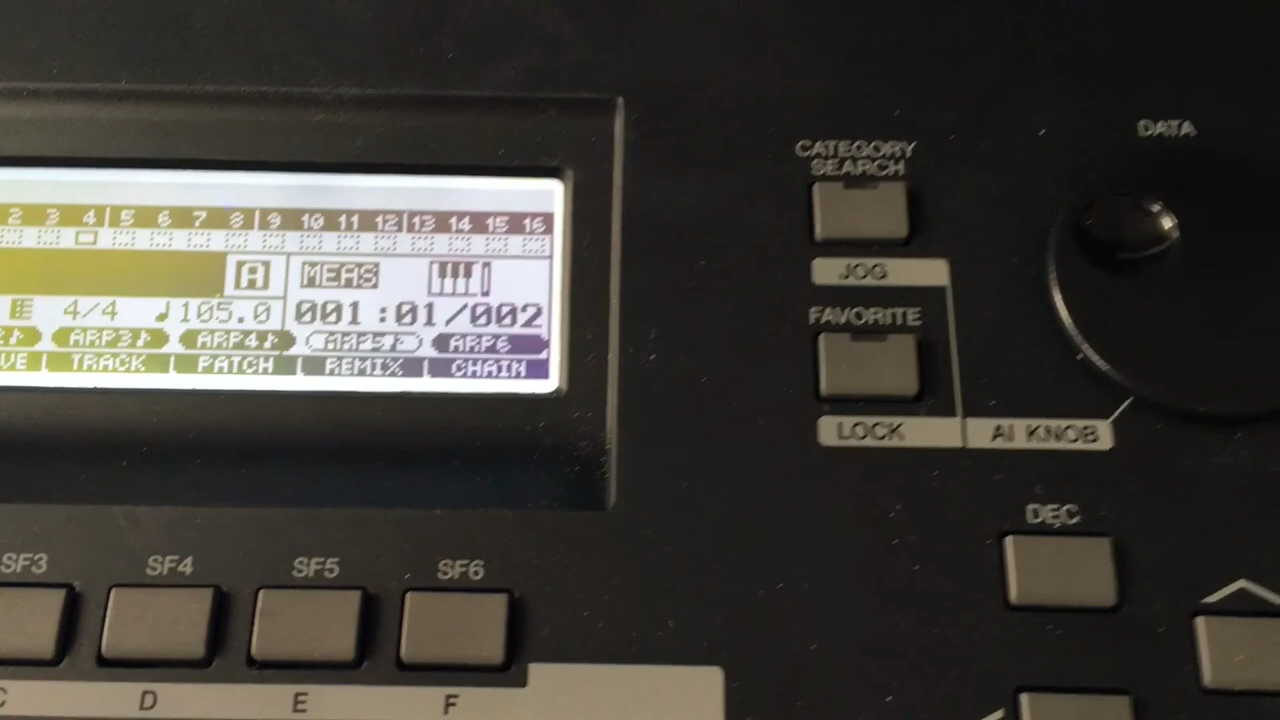 DATA
CATEGORY
SEARCH
2 3 4 5 6 7 8 9 10 11 12 13 14 15 16
JOG
A MEAS
FAVORITE
4/4 ♩105.0 001:01/002
ARP3♪ ARP4♪ ARP5♪ ARP6
VE TRACK PATCH REMIX CHAIN
LOCK AI KNOB
DEC
SF3 SF4 SF5 SF6
C D E F